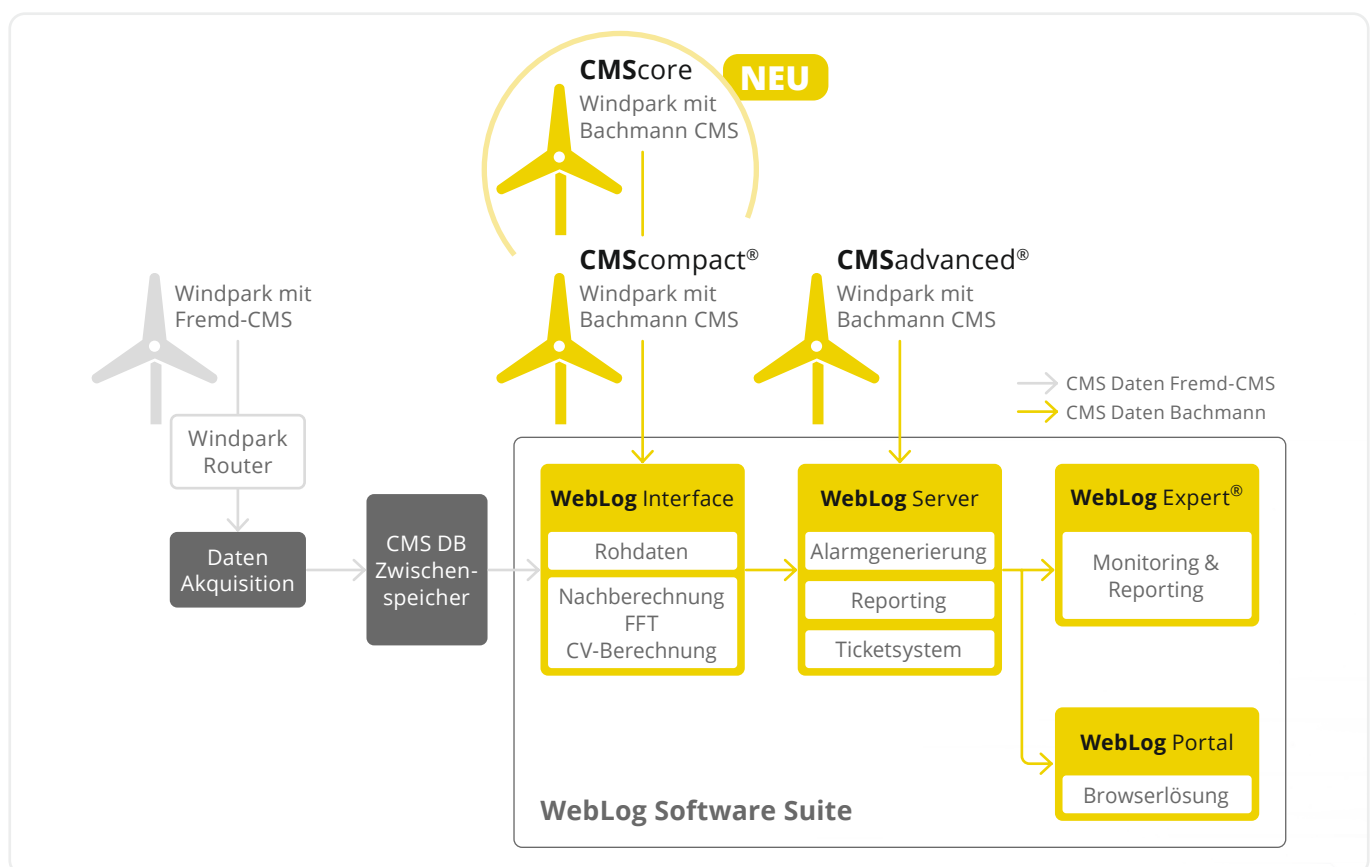 CMScore
NEU
Windpark mit
Bachmann CMS
CMScompact®
Windpark mit
Bachmann CMS
CMSadvanced®
Windpark mit
Bachmann CMS
Windpark mit
Fremd-CMS
CMS Daten Fremd-CMS
CMS Daten Bachmann
Windpark
Router
Daten
Akquisition
CMS DB
Zwischen-
speicher
WebLog Interface
Rohdaten
Nachberechnung
FFT
CV-Berechnung
WebLog Server
Alarmgenerierung
Reporting
Ticketsystem
WebLog Expert®
Monitoring &
Reporting
WebLog Portal
Browserlösung
WebLog Software Suite